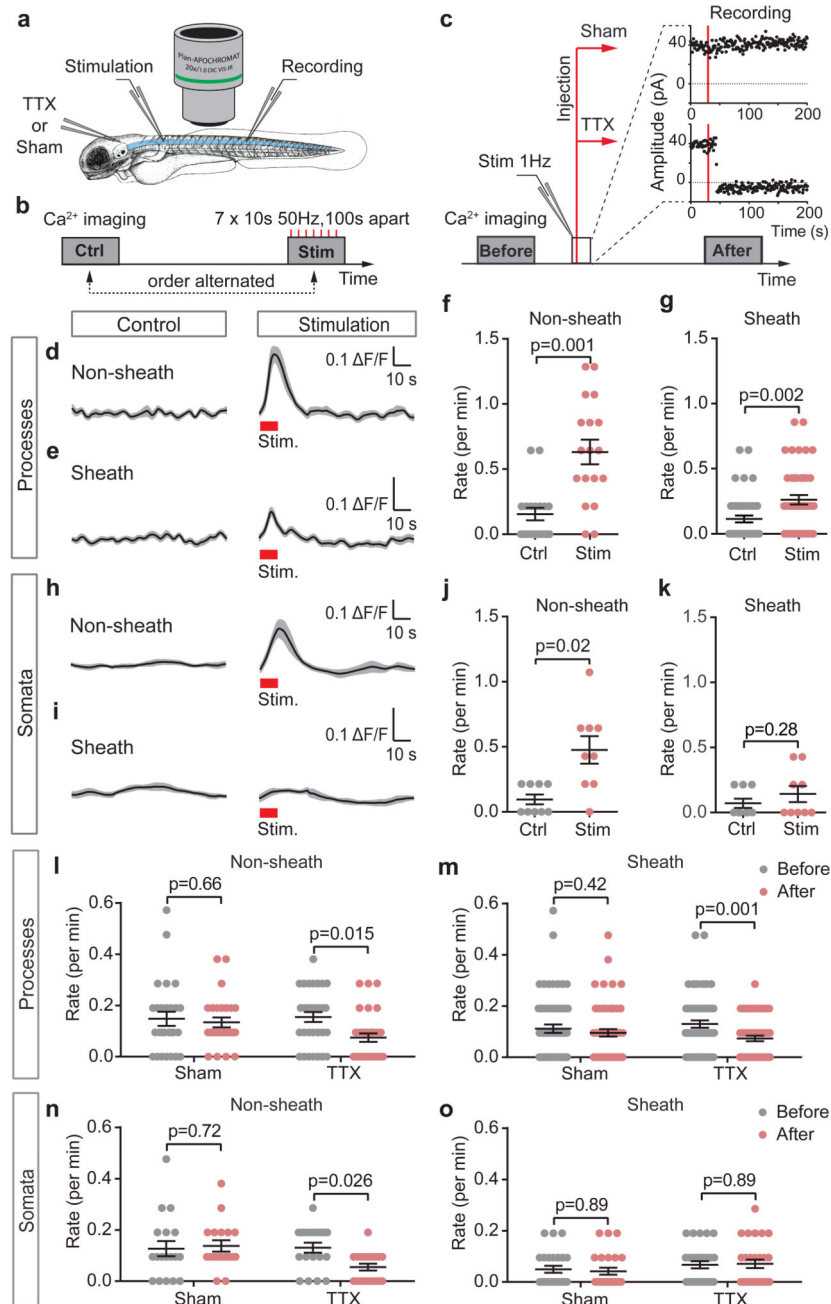 a
Plan-APOCHROMAT
20x/1.0 DIC VIS-IR
Stimulation
Recording
TTX
or
Sham
b
Ca²⁺ imaging
7 x 10s 50Hz,100s apart
Ctrl
Stim
order alternated
Time
c
Recording
Sham
Injection
TTX
Stim 1Hz
Ca²⁺ imaging
Before
After
Time
Amplitude (pA)
40
0
0 100 200
40
0
0 100 200
Time (s)
Control
Stimulation
Processes
d
Non-sheath
0.1 ΔF/F
10 s
Stim.
e
Sheath
0.1 ΔF/F
10 s
Stim.
f
Non-sheath
p=0.001
Rate (per min)
1.5
1.0
0.5
0.0
Ctrl Stim
g
Sheath
p=0.002
Rate (per min)
1.5
1.0
0.5
0.0
Ctrl Stim
Somata
h
Non-sheath
0.1 ΔF/F
10 s
Stim.
i
Sheath
0.1 ΔF/F
10 s
Stim.
j
Non-sheath
p=0.02
Rate (per min)
1.5
1.0
0.5
0.0
Ctrl Stim
k
Sheath
p=0.28
Rate (per min)
1.5
1.0
0.5
0.0
Ctrl Stim
Processes
l
Non-sheath
p=0.66
p=0.015
Rate (per min)
0.6
0.4
0.2
0.0
Sham TTX
m
Sheath
Before
After
p=0.42
p=0.001
Rate (per min)
0.6
0.4
0.2
0.0
Sham TTX
Somata
n
Non-sheath
p=0.72
p=0.026
Rate (per min)
0.6
0.4
0.2
0.0
Sham TTX
o
Sheath
Before
After
p=0.89
p=0.89
Rate (per min)
0.6
0.4
0.2
0.0
Sham TTX